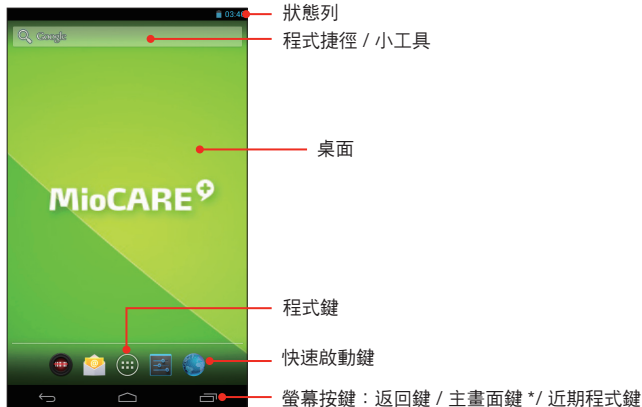 03:4
狀態列
Google
程式捷徑 / 小工具
桌面
MioCARE+
程式鍵
快速啟動鍵
螢幕按鍵：返回鍵 / 主畫面鍵 */ 近期程式鍵